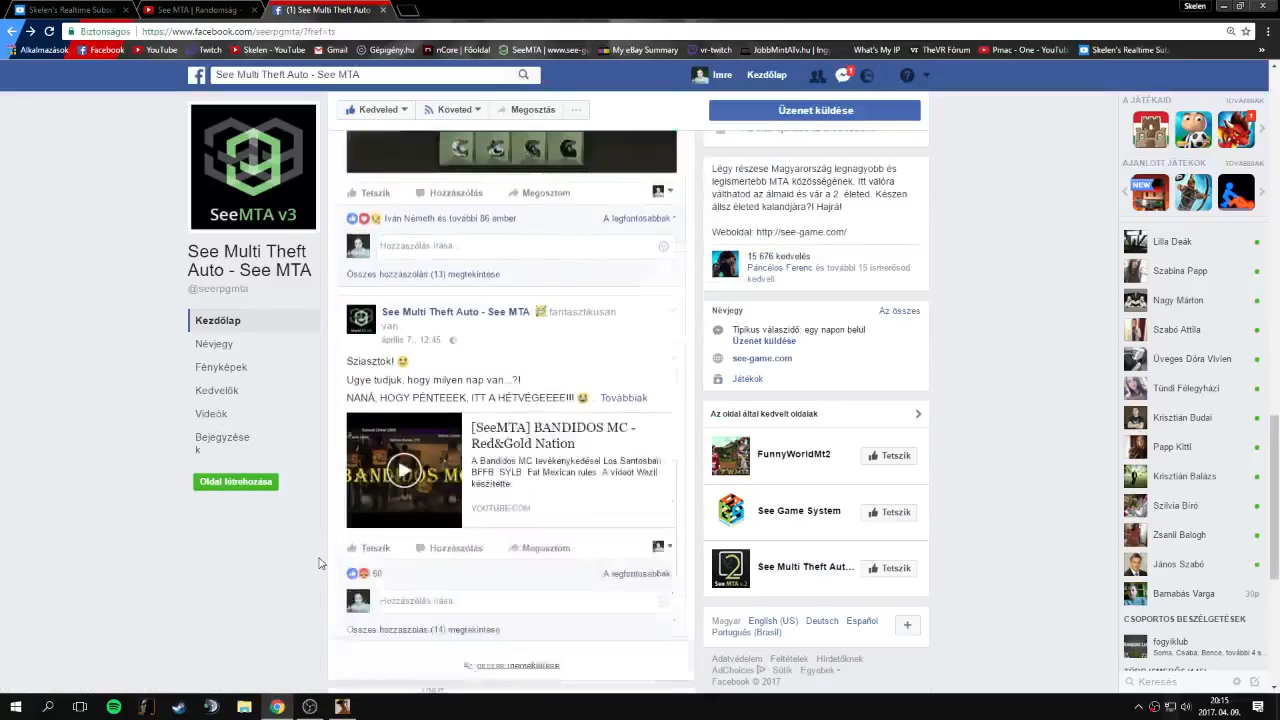 Skelen's Realtime Subsc
See MTA | Randomság -
(1) See Multi Theft Auto
Skelen
Biztonságos
https://www.facebook.com/seerpgmta/?fref=ts
Alkalmazások
(1) Facebook
YouTube
Twitch
Skelen - YouTube
Gmail
Gépigény.hu
nCore | Főoldal
SeeMTA | www.see-g
My eBay Summary
vr-twitch
JobbMintATv.hu | Ing
What's My IP
TheVR Fórum
Pmac - One - YouTub
Skelen's Realtime Sub
See Multi Theft Auto - See MTA
Imre
Kezdőlap
1
SeeMTA v3
See Multi Theft
Auto - See MTA
@seerpgmta
Kezdőlap
Névjegy
Fényképek
Kedvelők
Videók
Bejegyzése
k
Oldal létrehozása
Kedveled
Követed
Megosztás
...
Üzenet küldése
Tetszik
Hozzászólás
Megosztom
Iván Németh és további 86 ember
A legfontosabbak
Hozzászólás írása...
Összes hozzászólás (13) megtekintése
See Multi Theft Auto - See MTA
fantasztikusan
van.
április 7., 12:45
Sziasztok!
Ugye tudjuk, hogy milyen nap van...?!
NANÁ, HOGY PÉNTEEEK, ITT A HÉTVÉGEEEE!!!
Továbbiak
BANDIDOS MC
[SeeMTA] BANDIDOS MC -
Red&Gold Nation
A Bandidos MC tevékenykedései Los Santosban
BFFB. SYLB. Fat Mexican rules. A videót Wazil
készítette.
YOUTUBE.COM
Tetszik
Hozzászólás
Megosztom
A legfontosabbak
Hozzászólás írása...
Összes hozzászólás (14) megtekintése
Légy részese Magyarország legnagyobb és
legismertebb MTA közösségének. Itt valóra
válthatod az álmaid és vár a 2. életed. Készen
állsz életed kalandjára?! Hajrá!
Weboldal: http://see-game.com/
15 676 kedvelés
Páncélos Ferenc és további 15 ismerősöd
kedveli
Névjegy
Az összes
Tipikus válaszidő: egy napon belül
Üzenet küldése
see-game.com
Játékok
Az oldal által kedvelt oldalak
FunnyWorldMt2
Tetszik
See Game System
Tetszik
See Multi Theft Aut...
Tetszik
See MTA v.2
Magyar
English (US)
Deutsch
Español
Português (Brasil)
Adatvédelem
Feltételek
Hirdetőknek
AdChoices
Sütik
Egyebek
Facebook © 2017
A JÁTÉKAID
TOVÁBBIAK
1
AJÁNLOTT JÁTÉKOK
TOVÁBBIAK
NEW
Lilla Deák
Szabina Papp
Nagy Márton
Szabó Attila
Üveges Dóra Vivien
Tündi Félegyházi
Krisztián Budai
Papp Kitti
Krisztián Balázs
Szilvia Bíró
Zsanil Balogh
János Szabó
Barnabás Varga
30p
CSOPORTOS BESZÉLGETÉSEK
fogyiklub
Soma, Csaba, Bence, további 4 s...
Keresés
20:15
2017. 04. 09.